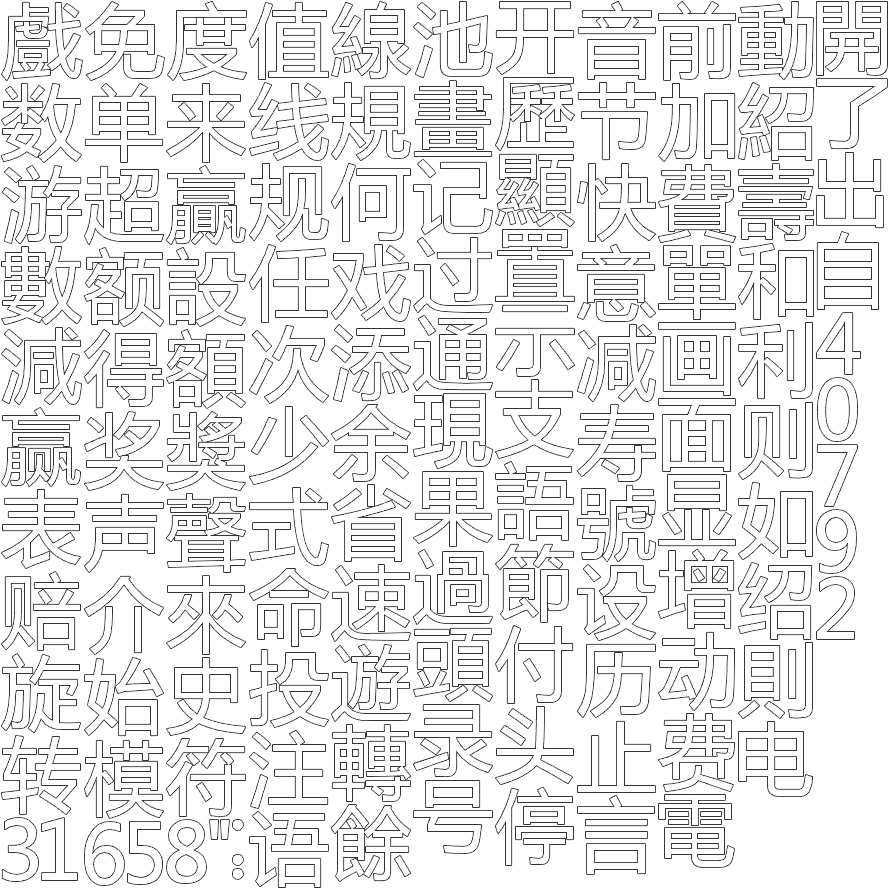 戲免度值線池开音前動開
数单来线規畫歷节加紹了
游超赢规何记顯快費壽出
數额設任戏过置意單和自
減得額次添通示减画利4
赢奖獎少余現支寿面则0
表声聲式省果語號显如7
赔介來命速過節设增绍9
旋始史投遊頭付历动則2
转模符注轉录头止费电
31658":语餘号停言電